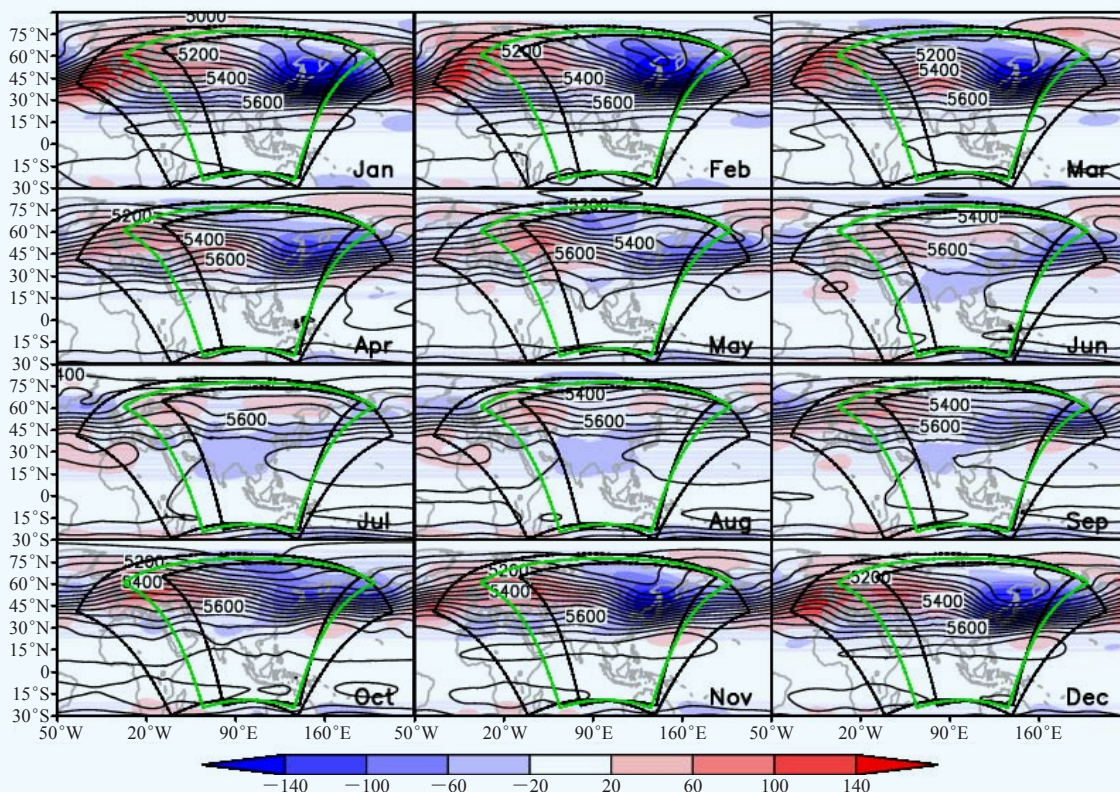 75°N 5000
60°N 5200
45°N 5400
30°N 5600
15°N
0
15°S Jan Feb Mar
30°S
5200 5400 5600
5200 5400
5600
75°N 5200 5200 5400
60°N 5400 5600 5400 5600
45°N 5600
30°N
15°N
0
15°S Apr May Jun
30°S
75°N 400 5400 5400
60°N 5600 5600 5600
45°N
30°N
15°N
0
15°S Jul Aug Sep
30°S
75°N 5200 5200 5200
60°N 5400 5400 5400
45°N 5600 5600 5600
30°N
15°N
0
15°S Oct Nov Dec
30°S
50°W 20°W 90°E 160°E 50°W 20°W 90°E 160°E 50°W 20°W 90°E 160°E
−140 −100 −60 −20 20 60 100 140